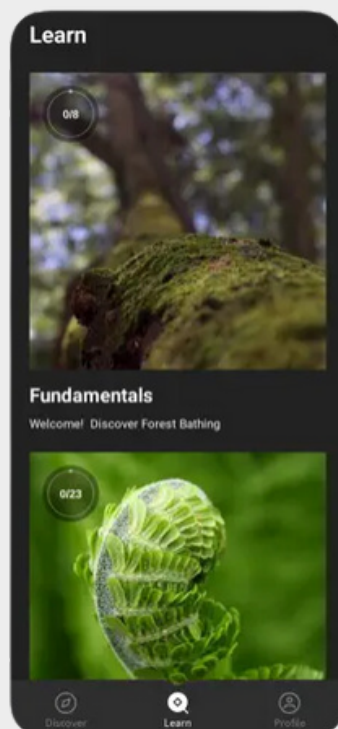 Learn
0/8
Fundamentals
Welcome! Discover Forest Bathing
0/23
Discover
Learn
Profile